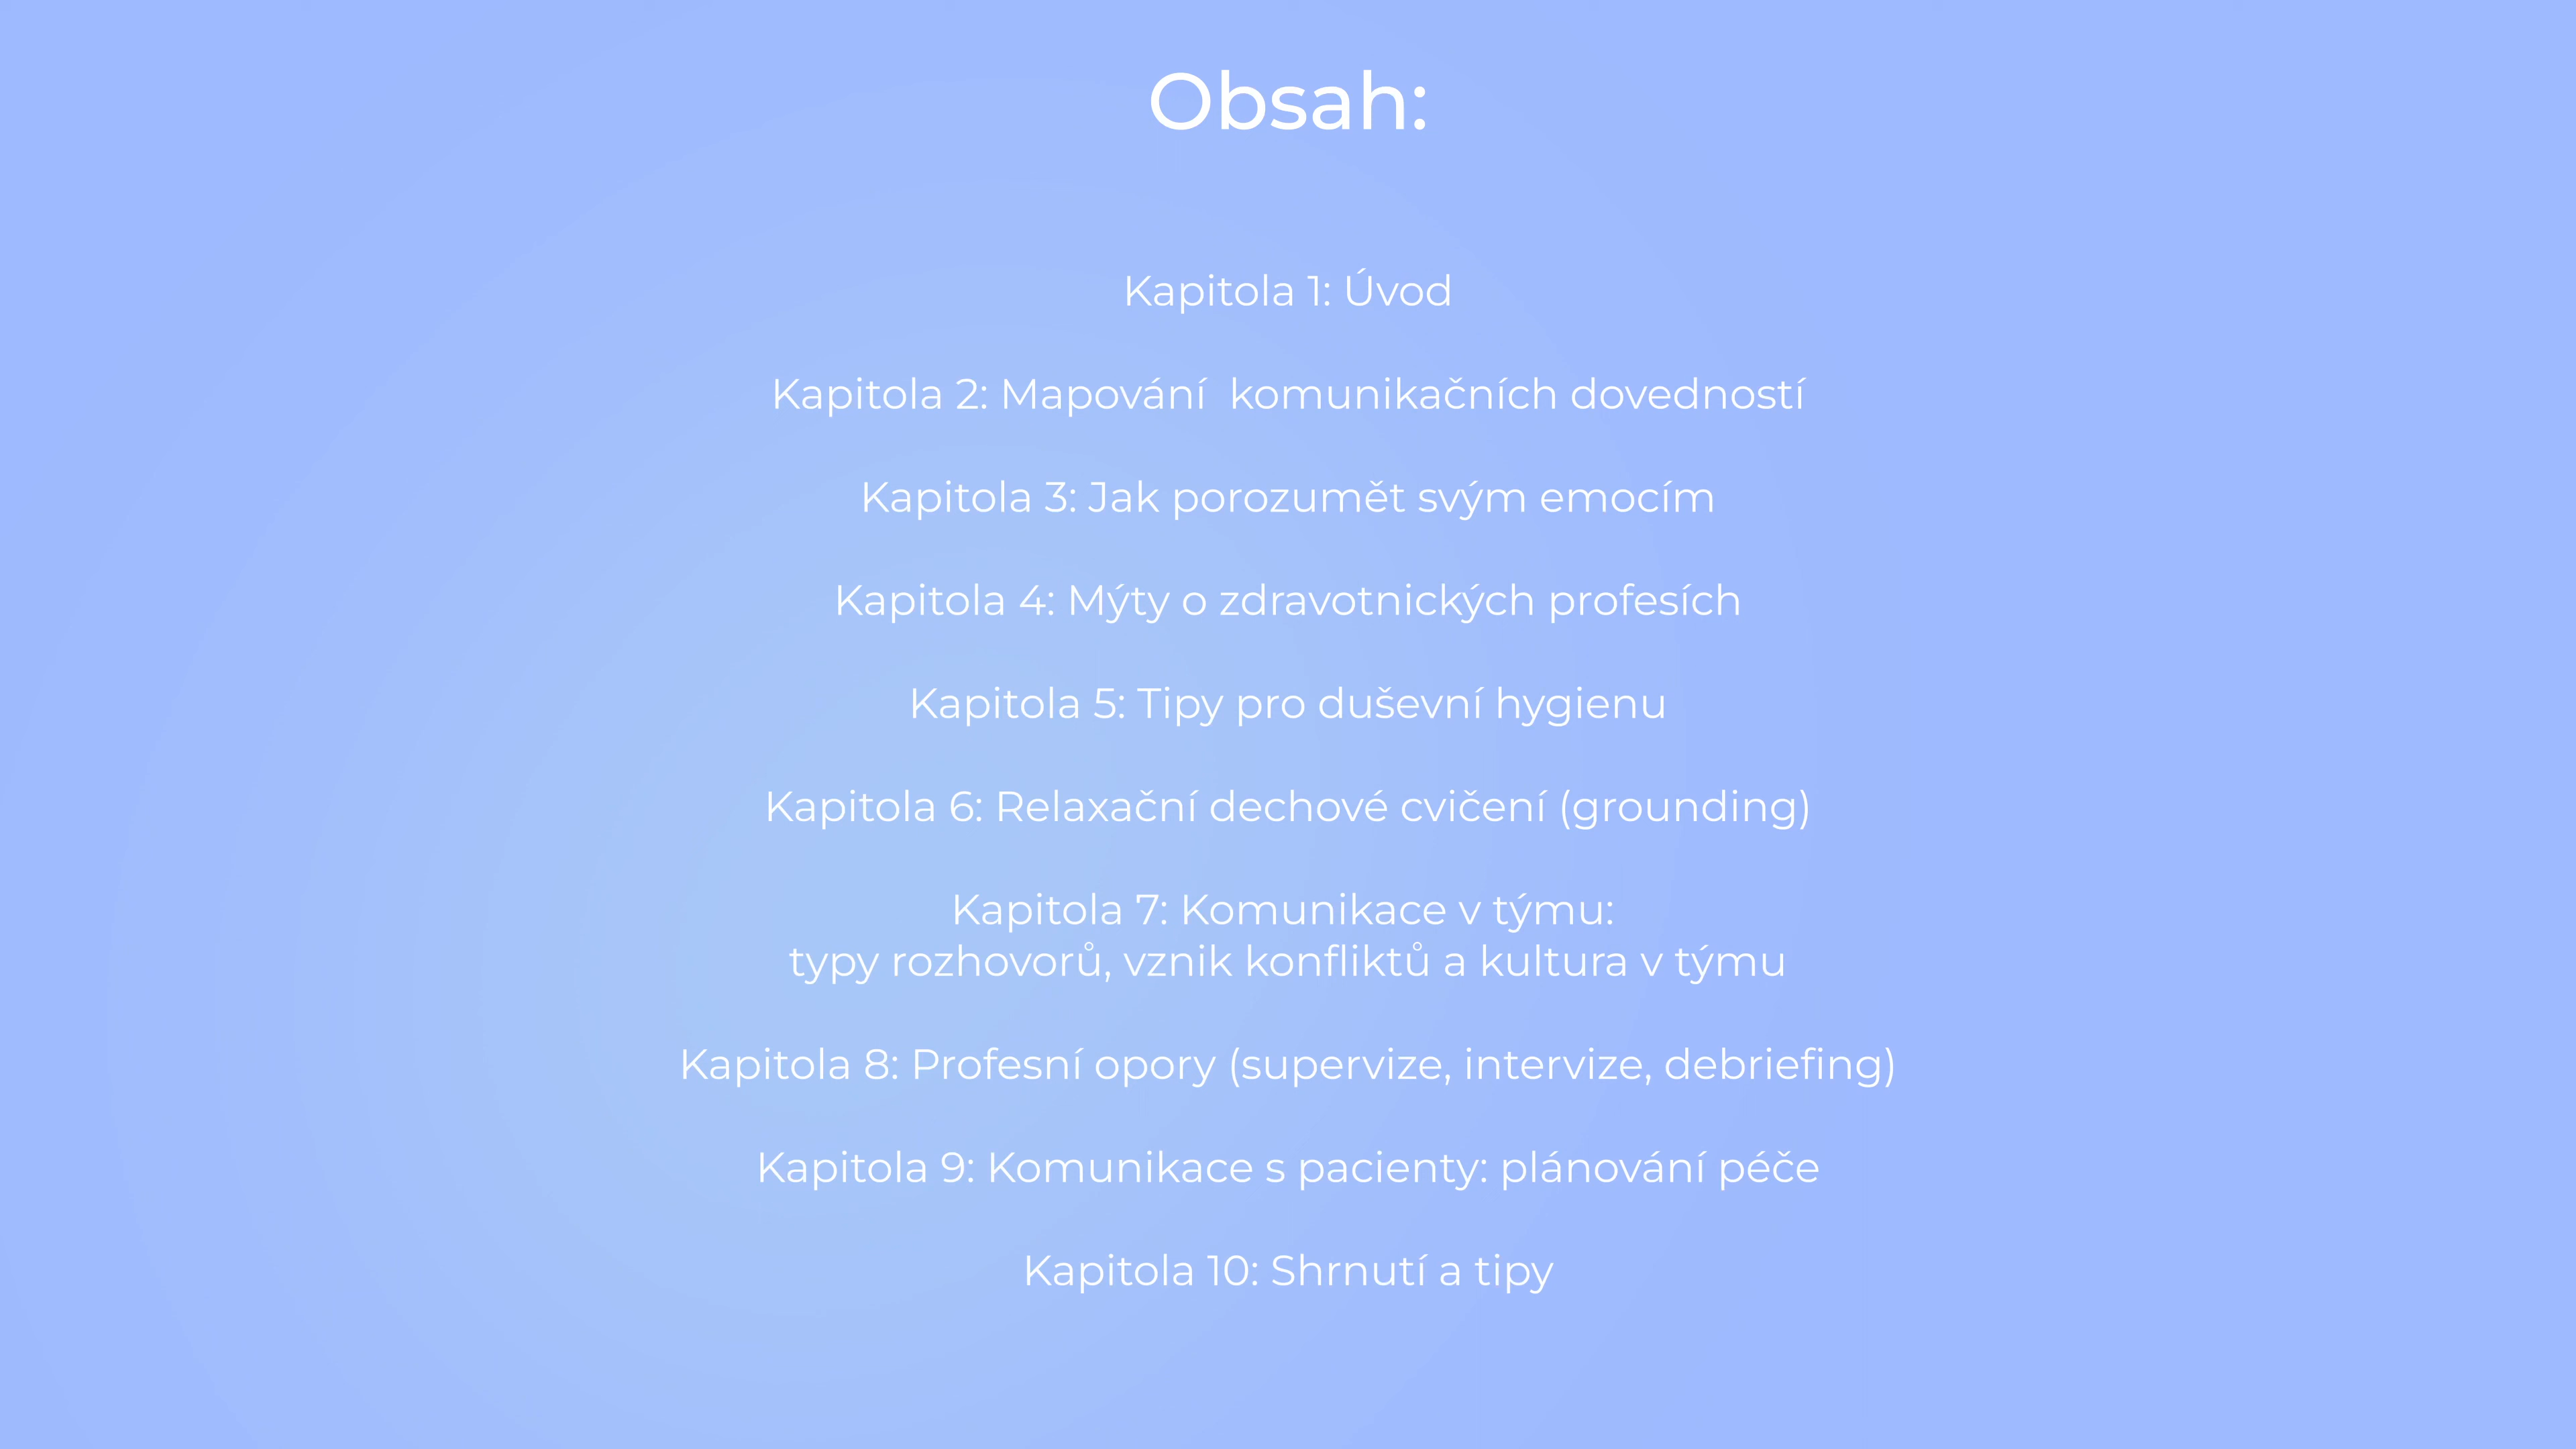 Obsah:
Kapitola 1: Úvod
Kapitola 2: Mapování  komunikačních dovedností
Kapitola 3: Jak porozumět svým emocím
Kapitola 4: Mýty o zdravotnických profesích
Kapitola 5: Tipy pro duševní hygienu
Kapitola 6: Relaxační dechové cvičení (grounding)
Kapitola 7: Komunikace v týmu:
typy rozhovorů, vznik konfliktů a kultura v týmu
Kapitola 8: Profesní opory (supervize, intervize, debriefing)
Kapitola 9: Komunikace s pacienty: plánování péče
Kapitola 10: Shrnutí a tipy